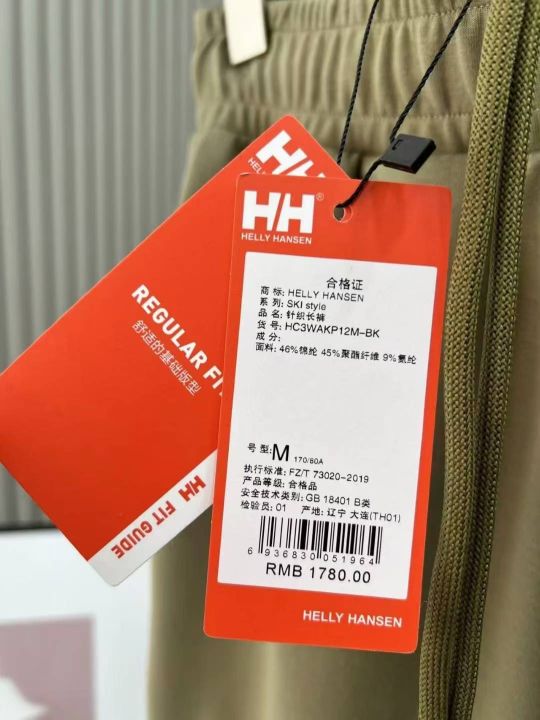 HH
HH®
HELLY HANSEN
REGULAR FIT
舒适的基础版型
HH FIT GUIDE
合格证
商 标: HELLY HANSEN
系 列: SKI style
品 名: 针织长裤
货 号: HC3WAKP12M-BK
成 分:
面料: 46%棉纶 45%聚酯纤维 9%氨纶
号 型: M 170/80A
执行标准: FZ/T 73020-2019
产品等级: 合格品
安全技术类别: GB 18401 B类
检验员: 01 产地: 辽宁 大连(TH01)
6 936830 051964
RMB 1780.00
HELLY HANSEN